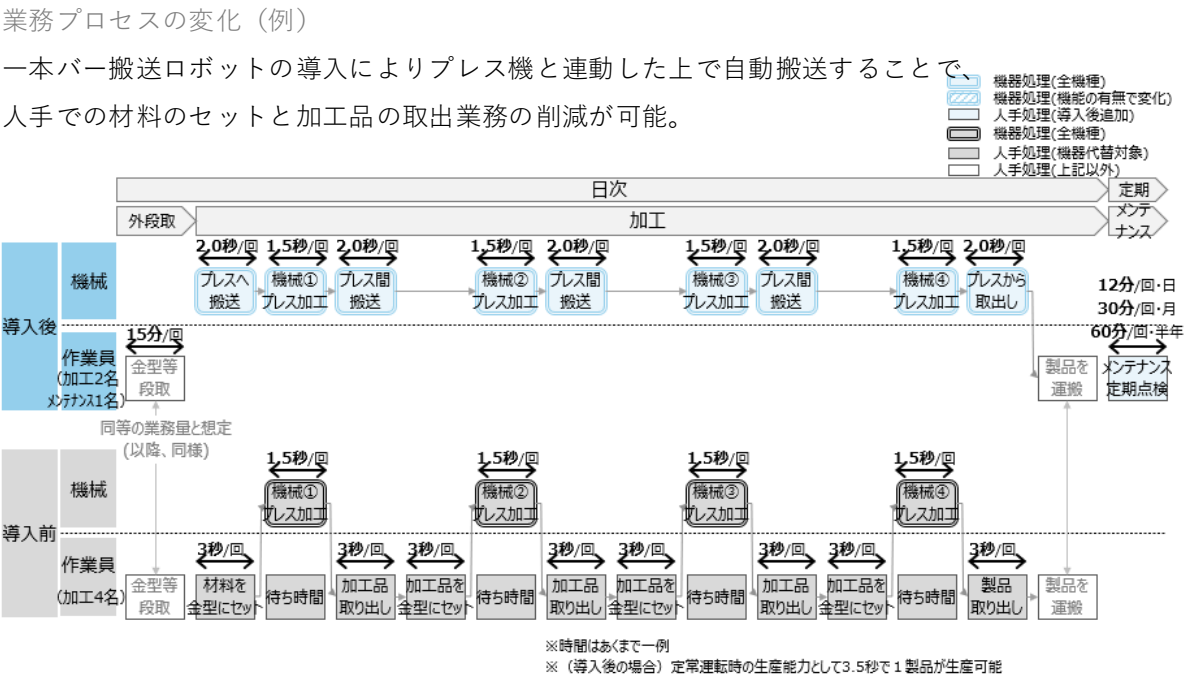 業務プロセスの変化（例）
一本バー搬送ロボットの導入によりプレス機と連動した上で自動搬送することで、
人手での材料のセットと加工品の取出業務の削減が可能。
機器処理(全機種)
機器処理(機能の有無で変化)
人手処理(導入後追加)
機器処理(全機種)
人手処理(機器代替対象)
人手処理(上記以外)
日次
定期
外段取
加工
メンテ
ナンス
導入後
機械
2.0秒/回 1.5秒/回 2.0秒/回 1.5秒/回 2.0秒/回 1.5秒/回 2.0秒/回 1.5秒/回 2.0秒/回
プレスへ 機械① プレス間 機械② プレス間 機械③ プレス間 機械④ プレスから
搬送 プレス加工 搬送 プレス加工 搬送 プレス加工 搬送 プレス加工 取出し
12分/回・日
30分/回・月
60分/回・半年
作業員
(加工2名
メンテナンス1名)
15分/回
金型等
段取
製品を
運搬
メンテナンス
定期点検
同等の業務量と想定
(以降、同様)
導入前
機械
1.5秒/回 1.5秒/回 1.5秒/回 1.5秒/回
機械① 機械② 機械③ 機械④
プレス加工 プレス加工 プレス加工 プレス加工
作業員
(加工4名)
3秒/回 3秒/回 3秒/回 3秒/回 3秒/回 3秒/回 3秒/回 3秒/回
金型等 材料を 待ち時間 加工品 加工品を 待ち時間 加工品 加工品を 待ち時間 加工品 加工品を 待ち時間 製品 製品を
段取 金型にセット 取り出し 金型にセット 取り出し 金型にセット 取り出し 金型にセット 取り出し 運搬
※時間はあくまで一例
※（導入後の場合）定常運転時の生産能力として3.5秒で1製品が生産可能